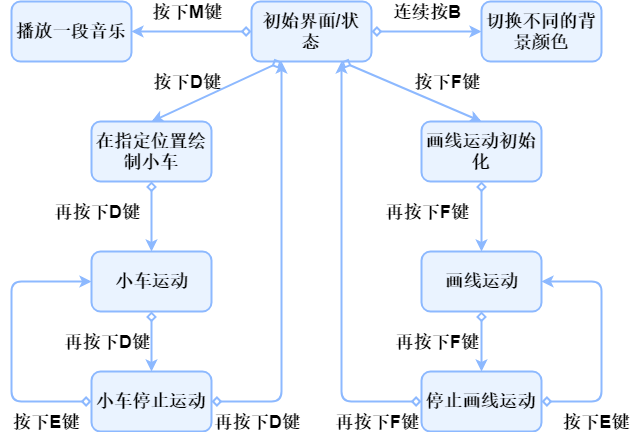 按下M键
连续按B
播放一段音乐
初始界面/状
态
切换不同的背
景颜色
按下D键
按下F键
在指定位置绘
制小车
画线运动初始
化
再按下D键
再按下F键
小车运动
画线运动
再按下D键
再按下F键
小车停止运动
停止画线运动
按下E键
再按下D键
再按下F键
按下E键